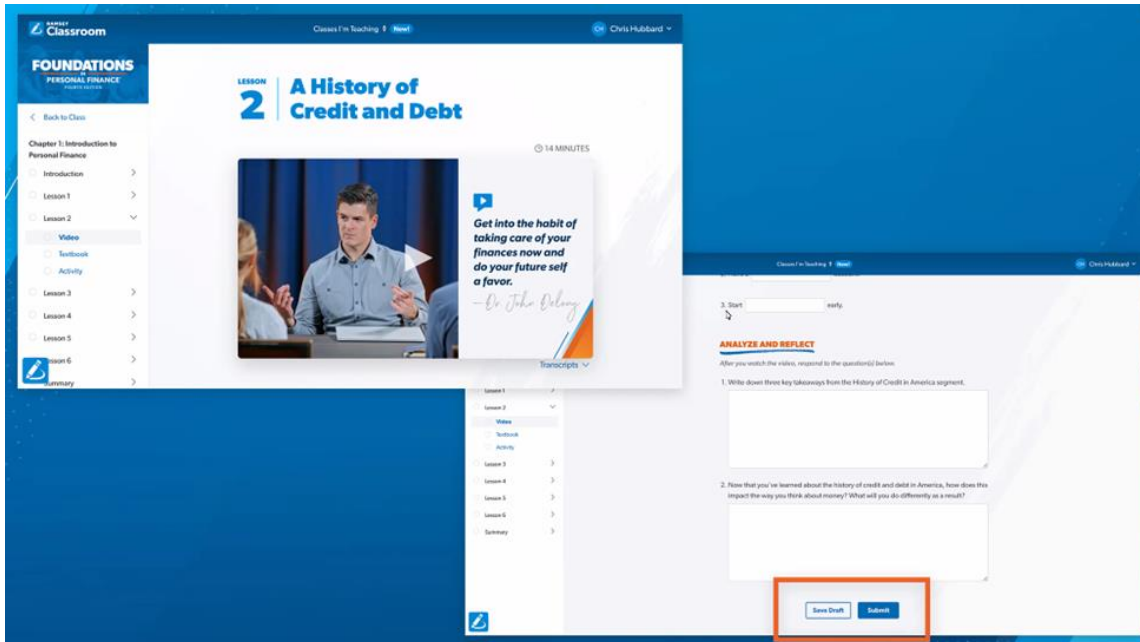 RAMSEY
Classroom
Classes I'm Teaching 1 New!
CH Chris Hubbard
FOUNDATIONS
IN
PERSONAL FINANCE
FOURTH EDITION
Back to Class
Chapter 1: Introduction to
Personal Finance
Introduction
Lesson 1
Lesson 2
Video
Textbook
Activity
Lesson 3
Lesson 4
Lesson 5
Lesson 6
Summary
LESSON
2
A History of
Credit and Debt
14 MINUTES
Get into the habit of
taking care of your
finances now and
do your future self
a favor.
—Dr. John Delony
Transcripts
Classes I'm Teaching 1 New!
CH Chris Hubbard
3. Start early.
ANALYZE AND REFLECT
After you watch the video, respond to the question(s) below.
1. Write down three key takeaways from the History of Credit in America segment.
2. Now that you've learned about the history of credit and debt in America, how does this
impact the way you think about money? What will you do differently as a result?
Save Draft Submit
Lesson 1
Lesson 2
Video
Textbook
Activity
Lesson 3
Lesson 4
Lesson 5
Lesson 6
Summary